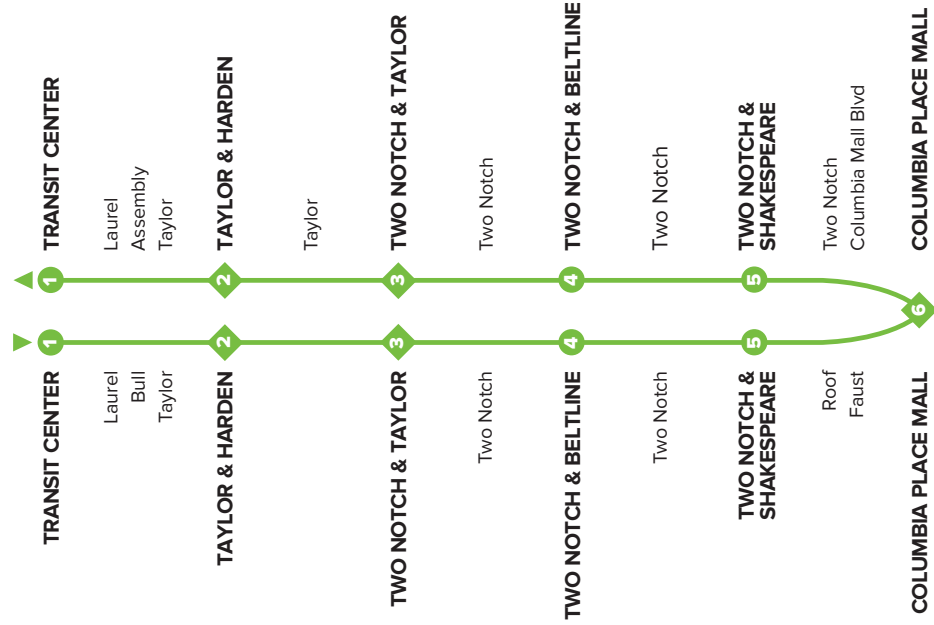 TRANSIT CENTER 1
Laurel
Bull
Taylor
TAYLOR & HARDEN 2
TWO NOTCH & TAYLOR 3
Two Notch
TWO NOTCH & BELTLINE 4
Two Notch
TWO NOTCH & 5
SHAKESPEARE
Roof
Faust
COLUMBIA PLACE MALL 6
1 TRANSIT CENTER
Laurel
Assembly
Taylor
2 TAYLOR & HARDEN
Taylor
3 TWO NOTCH & TAYLOR
Two Notch
4 TWO NOTCH & BELTLINE
Two Notch
5 TWO NOTCH &
SHAKESPEARE
Two Notch
Columbia Mall Blvd
COLUMBIA PLACE MALL